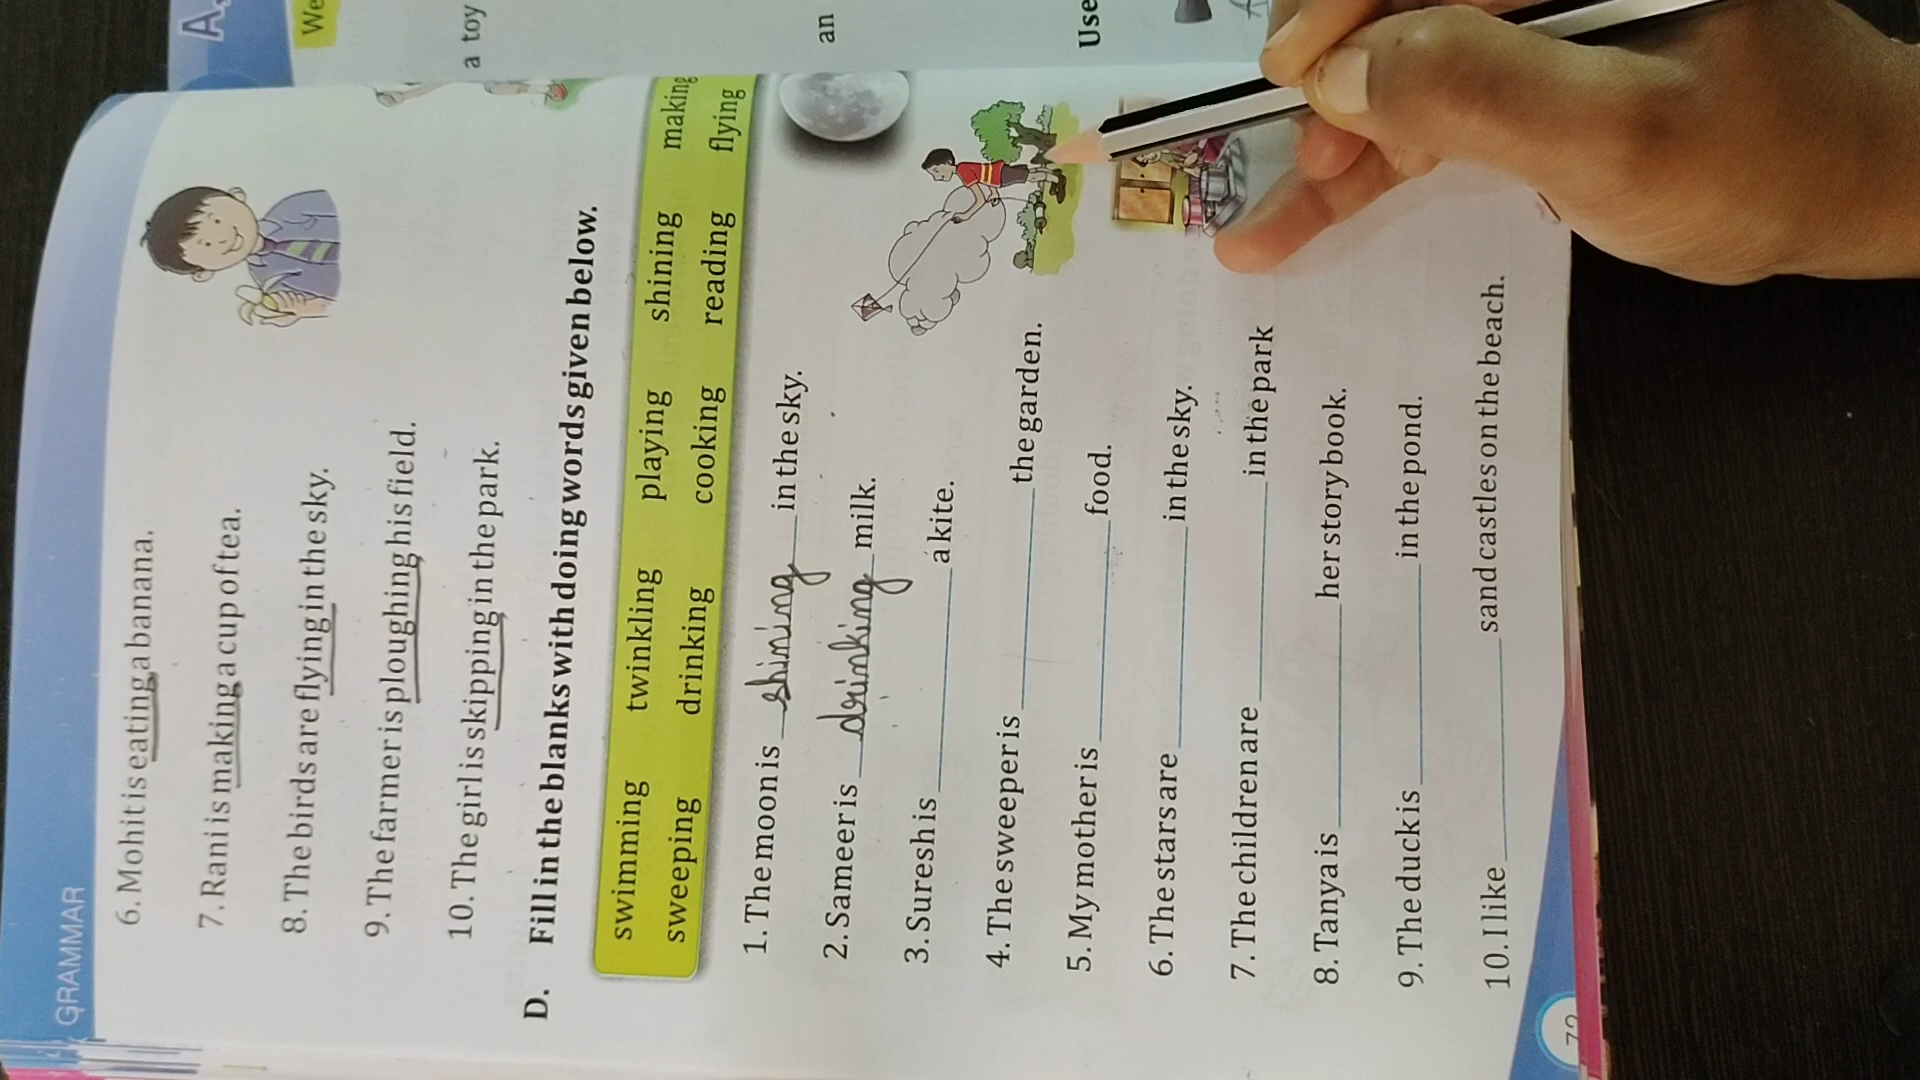 GRAMMAR
6. Mohit is eating a banana.
7. Rani is making a cup of tea.
8. The birds are flying in the sky.
9. The farmer is ploughing his field.
10. The girl is skipping in the park.
D. Fill in the blanks with doing words given below.
swimming twinkling playing shining making
sweeping drinking cooking reading flying
1. The moon is shining in the sky.
2. Sameer is drinking milk.
3. Suresh is a kite.
4. The sweeper is the garden.
5. My mother is food.
6. The stars are in the sky.
7. The children are in the park
8. Tanya is her story book.
9. The duck is in the pond.
10. I like sand castles on the beach.
A.
We
a toy
an
Use